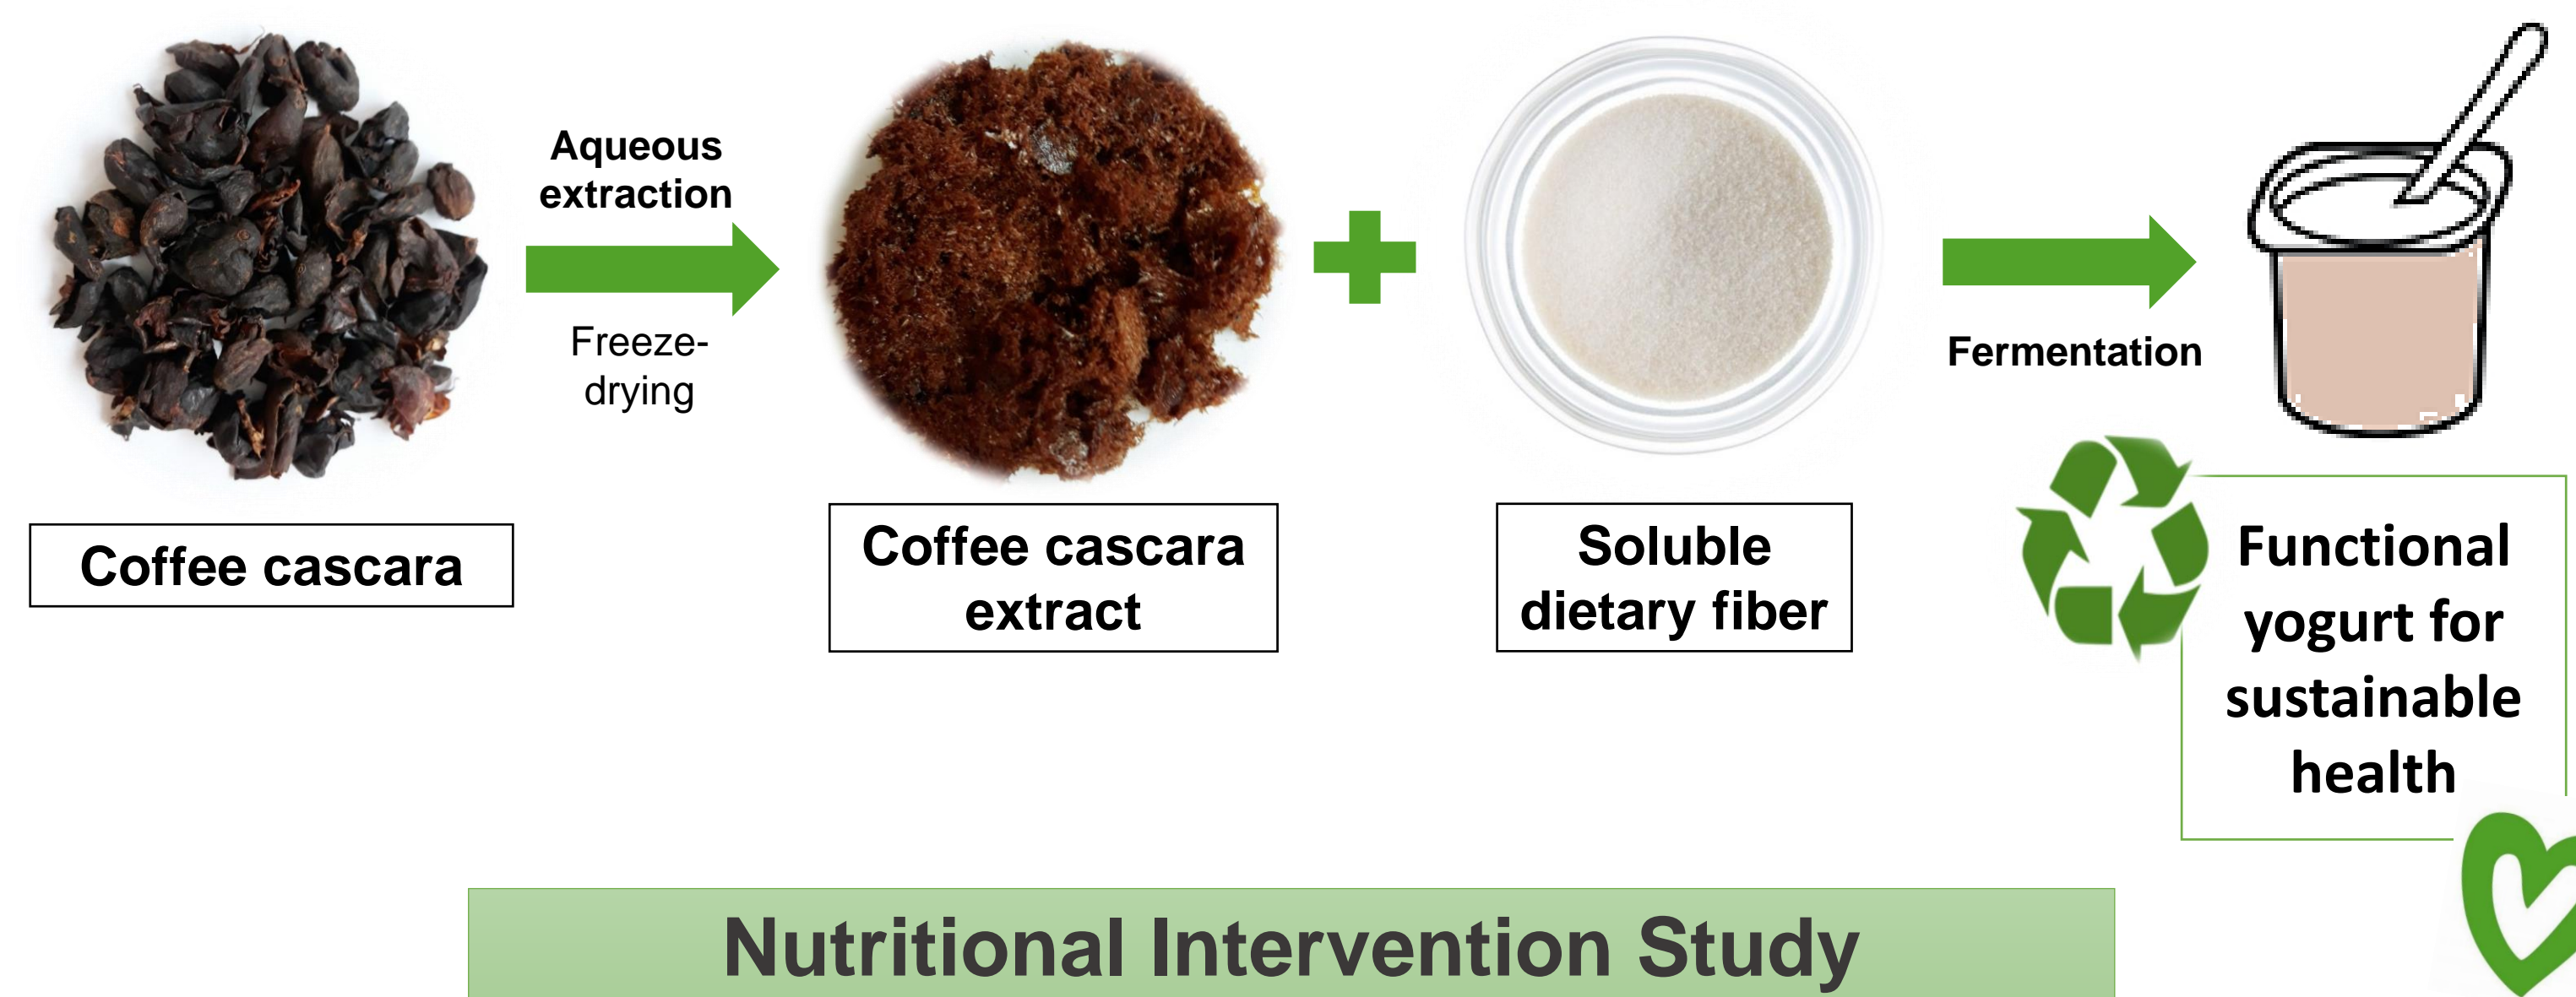 Aqueous
extraction
Freeze-
drying
Fermentation
Coffee cascara
Coffee cascara
extract
Soluble
dietary fiber
Functional
yogurt for
sustainable
health
Nutritional Intervention Study